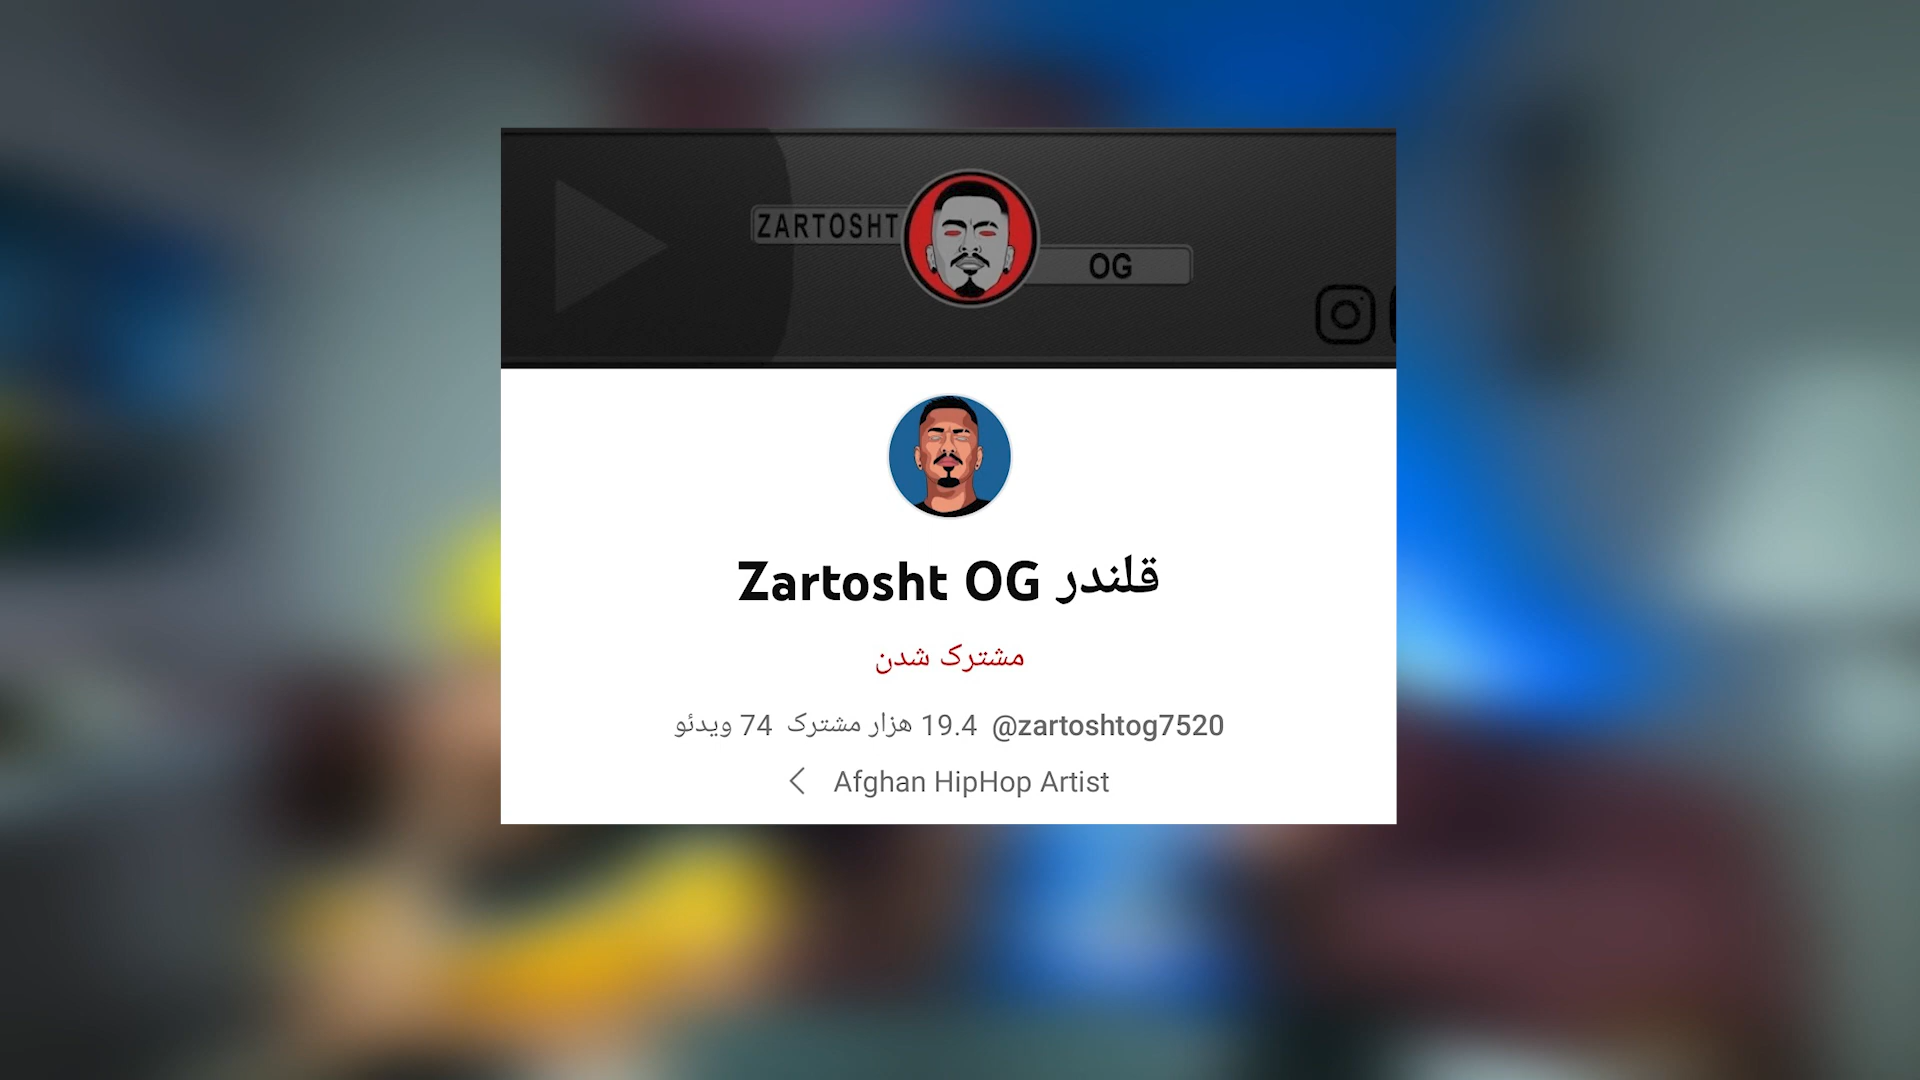 ZARTOSHT
OG
Zartosht OG قلندر
مشترک شدن
@zartoshtog7520 19.4 هزار مشترک 74 ویدئو
Afghan HipHop Artist